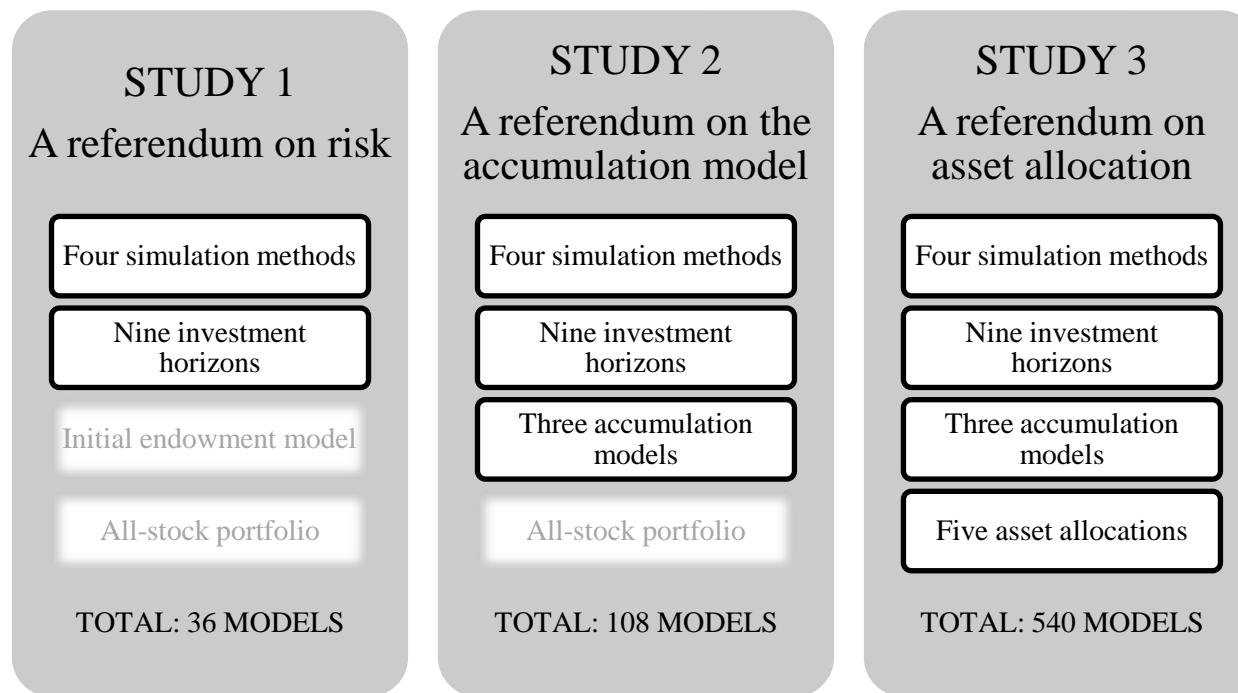 STUDY 1
A referendum on risk
Four simulation methods
Nine investment
horizons
Initial endowment model
All-stock portfolio
TOTAL: 36 MODELS
STUDY 2
A referendum on the
accumulation model
Four simulation methods
Nine investment
horizons
Three accumulation
models
All-stock portfolio
TOTAL: 108 MODELS
STUDY 3
A referendum on
asset allocation
Four simulation methods
Nine investment
horizons
Three accumulation
models
Five asset allocations
TOTAL: 540 MODELS